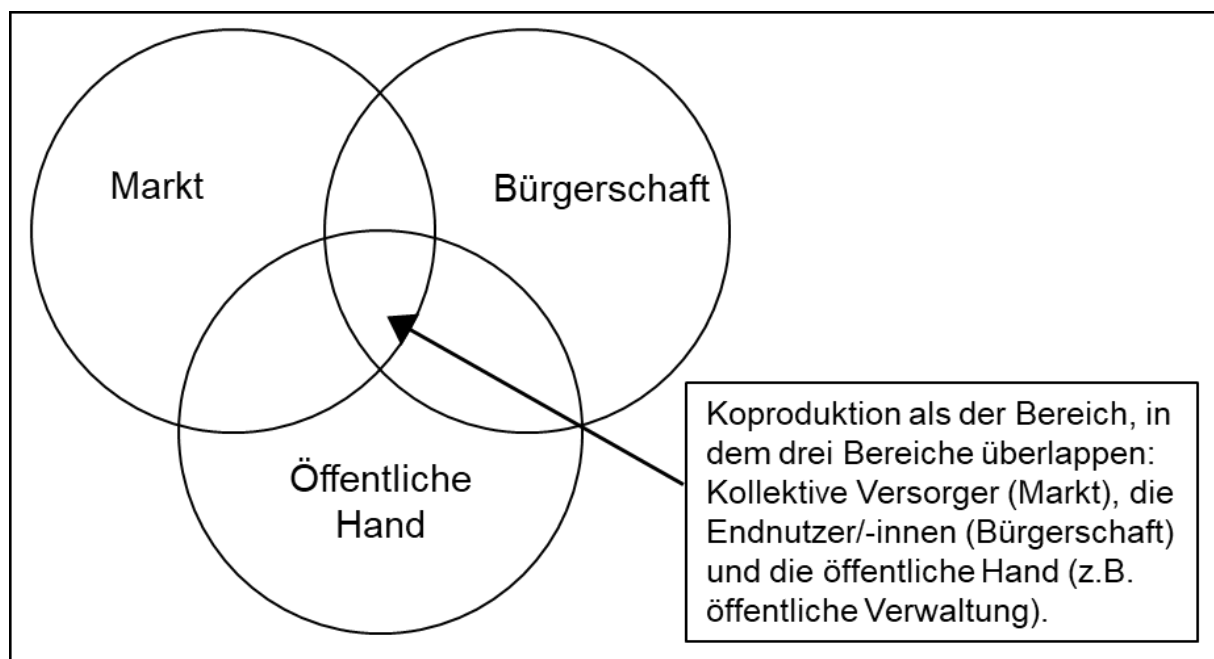 Markt
Bürgerschaft
Öffentliche
Hand
Koproduktion als der Bereich, in
dem drei Bereiche überlappen:
Kollektive Versorger (Markt), die
Endnutzer/-innen (Bürgerschaft)
und die öffentliche Hand (z.B.
öffentliche Verwaltung).